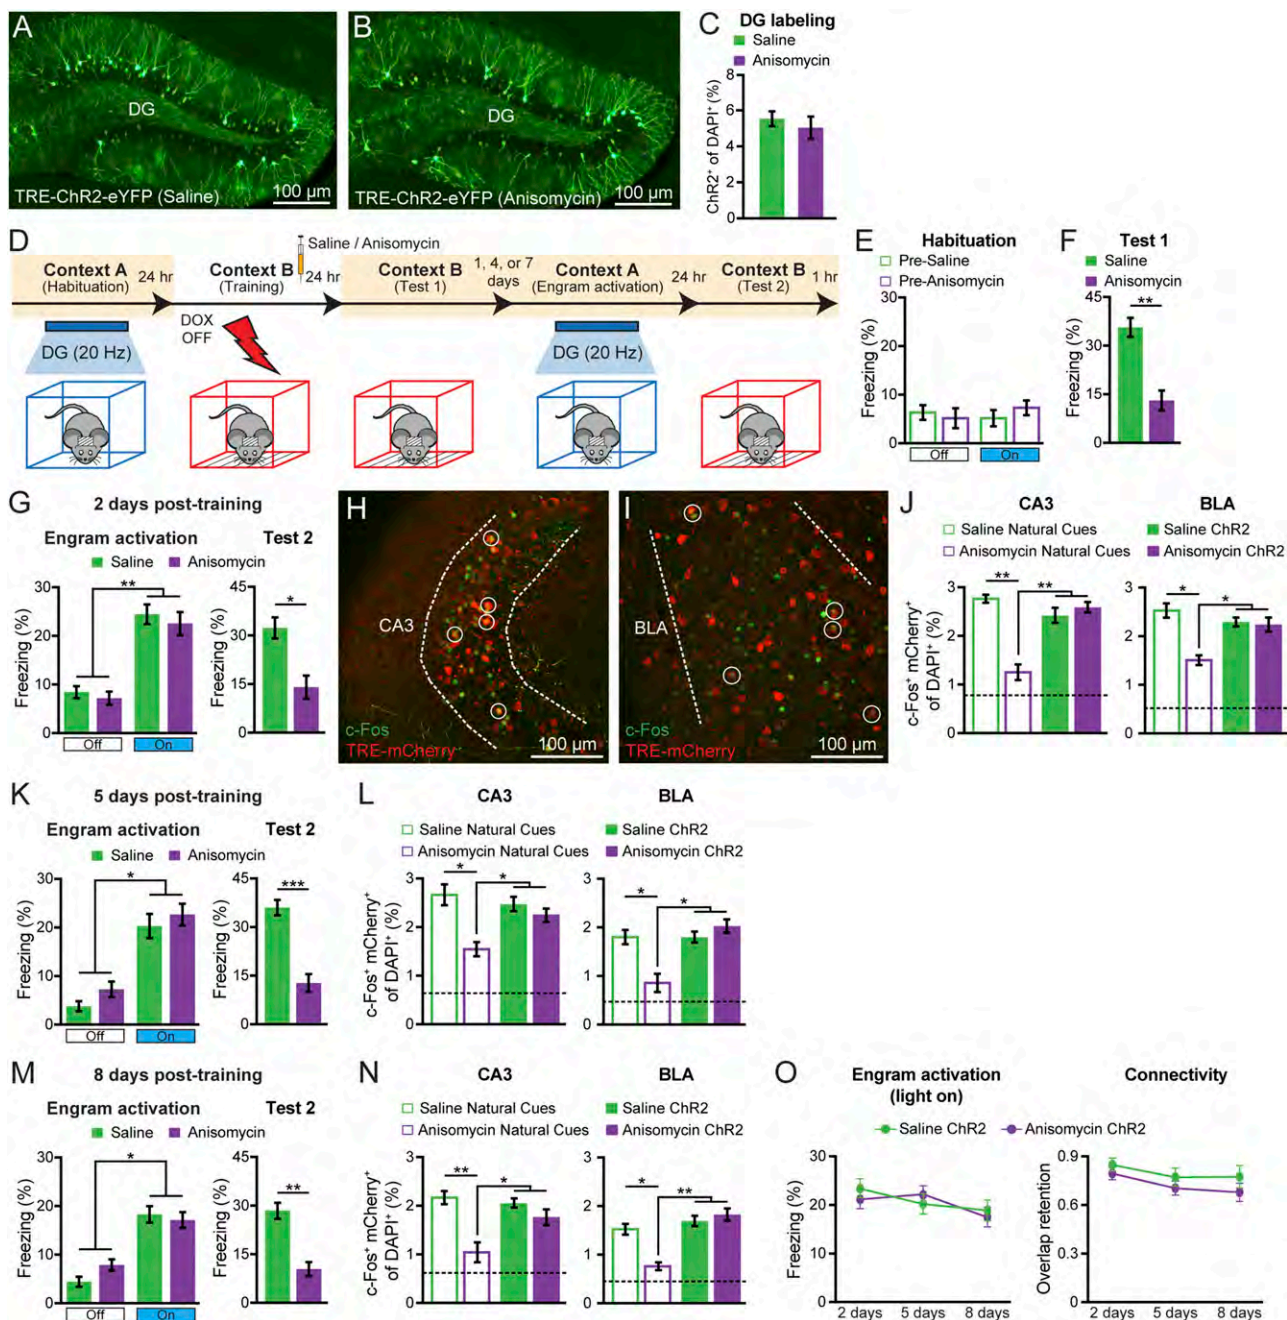 A
DG
TRE-ChR2-eYFP (Saline)
100 μm
B
DG
TRE-ChR2-eYFP (Anisomycin)
100 μm
C
DG labeling
Saline
Anisomycin
ChR2⁺ of DAPI⁺ (%)
8
6
4
2
0
D
Saline / Anisomycin
Context A
(Habituation)
24 hr
Context B
(Training)
24 hr
Context B
(Test 1)
1, 4, or 7
days
Context A
(Engram activation)
24 hr
Context B
(Test 2)
1 hr
DG (20 Hz)
DOX
OFF
DG (20 Hz)
E
Habituation
Pre-Saline
Pre-Anisomycin
Freezing (%)
30
20
10
0
Off
On
F
Test 1
Saline
Anisomycin
Freezing (%)
45
30
15
0
**
G
2 days post-training
Engram activation
Test 2
Saline
Anisomycin
Freezing (%)
30
20
10
0
**
Off
On
45
30
15
0
*
H
CA3
c-Fos
TRE-mCherry
100 μm
I
BLA
c-Fos
TRE-mCherry
100 μm
J
CA3
BLA
Saline Natural Cues
Saline ChR2
Anisomycin Natural Cues
Anisomycin ChR2
c-Fos⁺ mCherry⁺
of DAPI⁺ (%)
3
2
1
0
**
**
3
2
1
0
*
*
K
5 days post-training
Engram activation
Test 2
Saline
Anisomycin
Freezing (%)
30
20
10
0
*
Off
On
45
30
15
0
***
L
CA3
BLA
Saline Natural Cues
Saline ChR2
Anisomycin Natural Cues
Anisomycin ChR2
c-Fos⁺ mCherry⁺
of DAPI⁺ (%)
3
2
1
0
*
*
3
2
1
0
*
*
M
8 days post-training
Engram activation
Test 2
Saline
Anisomycin
Freezing (%)
30
20
10
0
*
Off
On
45
30
15
0
**
N
CA3
BLA
Saline Natural Cues
Saline ChR2
Anisomycin Natural Cues
Anisomycin ChR2
c-Fos⁺ mCherry⁺
of DAPI⁺ (%)
3
2
1
0
**
*
3
2
1
0
*
**
O
Engram activation
(light on)
Connectivity
Saline ChR2
Anisomycin ChR2
Freezing (%)
30
20
10
0
2 days
5 days
8 days
Overlap retention
0.9
0.6
0.3
0
2 days
5 days
8 days